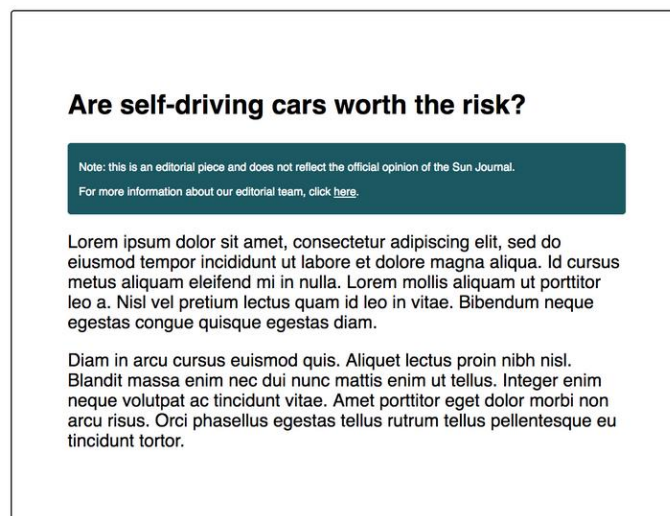 Are self-driving cars worth the risk?
Note: this is an editorial piece and does not reflect the official opinion of the Sun Journal.
For more information about our editorial team, click here.
Lorem ipsum dolor sit amet, consectetur adipiscing elit, sed do
eiusmod tempor incididunt ut labore et dolore magna aliqua. Id cursus
metus aliquam eleifend mi in nulla. Lorem mollis aliquam ut porttitor
leo a. Nisl vel pretium lectus quam id leo in vitae. Bibendum neque
egestas congue quisque egestas diam.
Diam in arcu cursus euismod quis. Aliquet lectus proin nibh nisl.
Blandit massa enim nec dui nunc mattis enim ut tellus. Integer enim
neque volutpat ac tincidunt vitae. Amet porttitor eget dolor morbi non
arcu risus. Orci phasellus egestas tellus rutrum tellus pellentesque eu
tincidunt tortor.